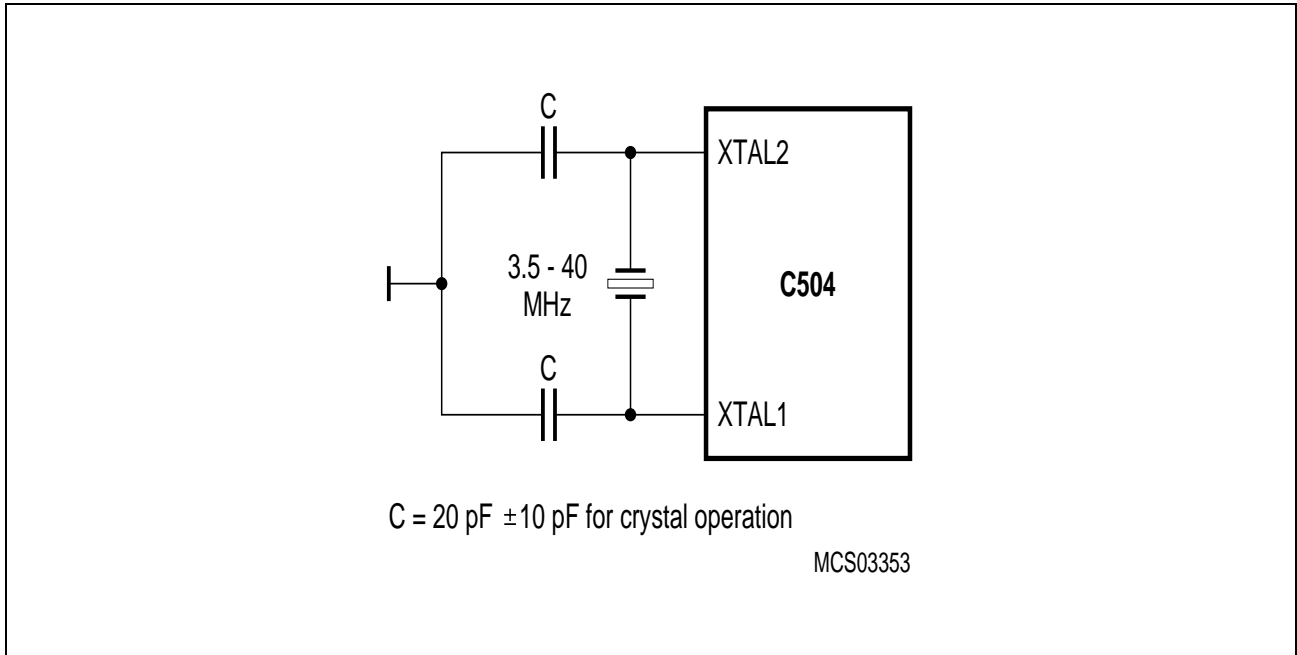 C
XTAL2
3.5 - 40
MHz
C504
C
XTAL1
C = 20 pF ±10 pF for crystal operation
MCS03353